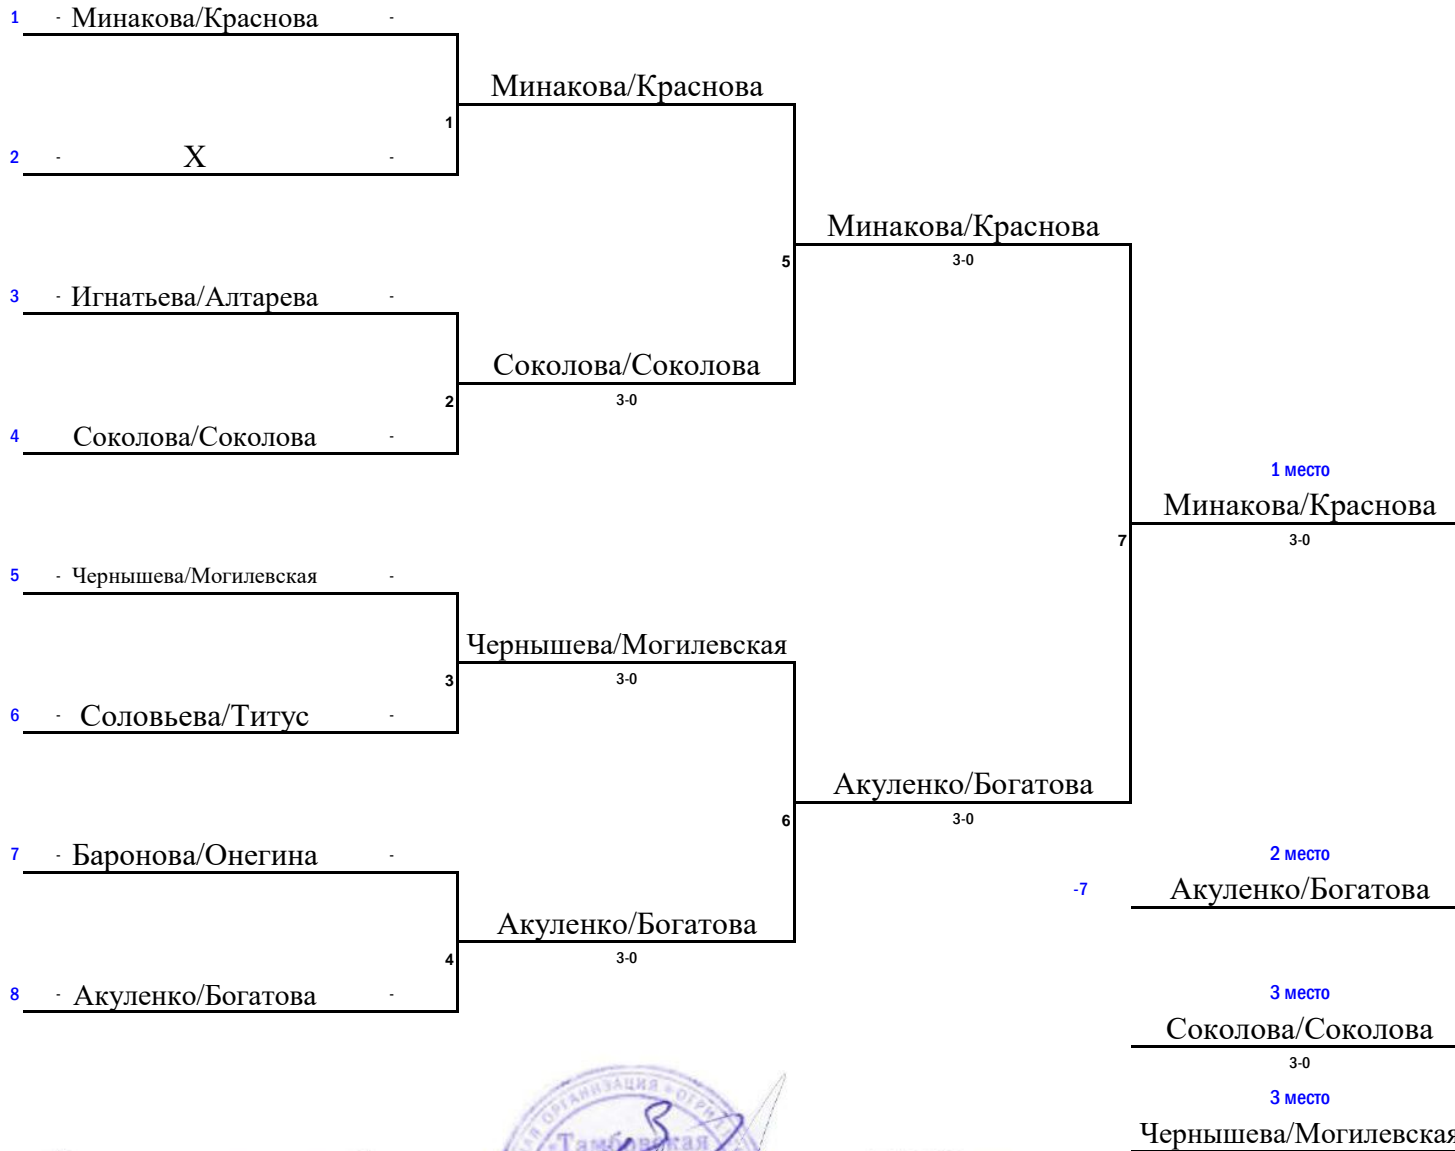 1 - Минакова/Краснова -
Минакова/Краснова
1
2 - X -
Минакова/Краснова
3-0
5
3 - Игнатьева/Алтарева -
Соколова/Соколова
3-0
2
4 Соколова/Соколова -
1 место
Минакова/Краснова
3-0
7
5 - Чернышева/Могилевская -
Чернышева/Могилевская
3-0
3
6 - Соловьева/Титус -
Акуленко/Богатова
3-0
6
7 - Баронова/Онегина -
2 место
-7 Акуленко/Богатова
Акуленко/Богатова
3-0
4
8 - Акуленко/Богатова -
3 место
Соколова/Соколова
3-0
3 место
Чернышева/Могилевская
ОРГАНИЗАЦИЯ
Тамбовская